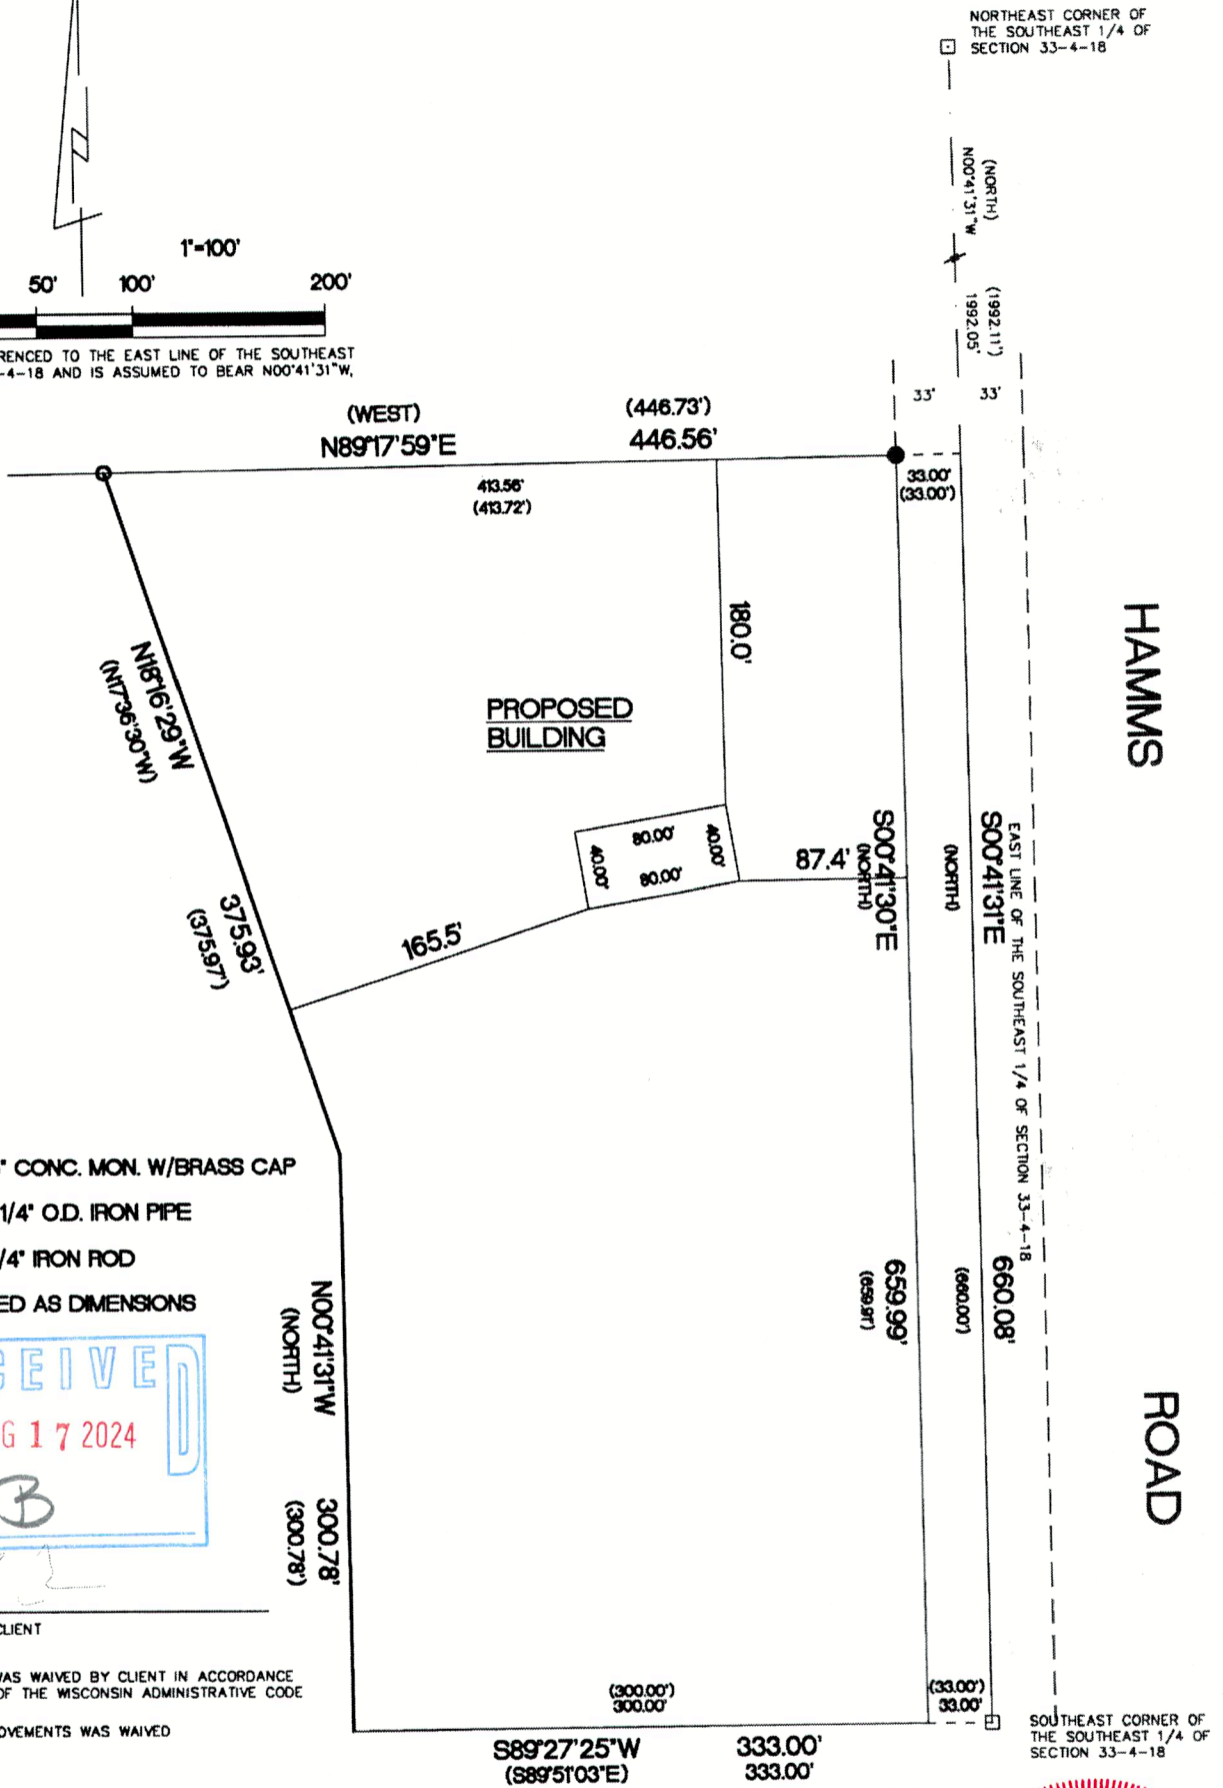 NORTHEAST CORNER OF
THE SOUTHEAST 1/4 OF
SECTION 33-4-18
(NORTH)
N00°41'31"W
(1992.11')
1992.05'
1"=100'
50' 100' 200'
RENCED TO THE EAST LINE OF THE SOUTHEAST
-4-18 AND IS ASSUMED TO BEAR N00°41'31"W,
33' 33'
(WEST) (446.73')
N89°17'59"E 446.56'
413.56'
(413.72')
33.00'
(33.00')
180.0'
HAMMS
N18°16'29"W
(N17°36'30"W)
PROPOSED
BUILDING
80.00'
40.00'
40.00'
80.00'
87.4'
S00°41'30"E
(NORTH)
(NORTH)
S00°41'31"E
EAST LINE OF THE SOUTHEAST 1/4 OF SECTION 33-4-18
375.93'
(375.97')
165.5'
" CONC. MON. W/BRASS CAP
1/4" O.D. IRON PIPE
/4" IRON ROD
ED AS DIMENSIONS
659.99'
(659.91')
(660.00')
660.08'
N00°41'31"W
(NORTH)
300.78'
(300.78')
CEIVED
G 17 2024
B
ROAD
CLIENT
WAS WAIVED BY CLIENT IN ACCORDANCE
OF THE WISCONSIN ADMINISTRATIVE CODE
OVEMENTS WAS WAIVED
(300.00')
300.00'
(33.00')
33.00'
S89°27'25"W 333.00'
(S89°51'03"E) 333.00'
SOUTHEAST CORNER OF
THE SOUTHEAST 1/4 OF
SECTION 33-4-18